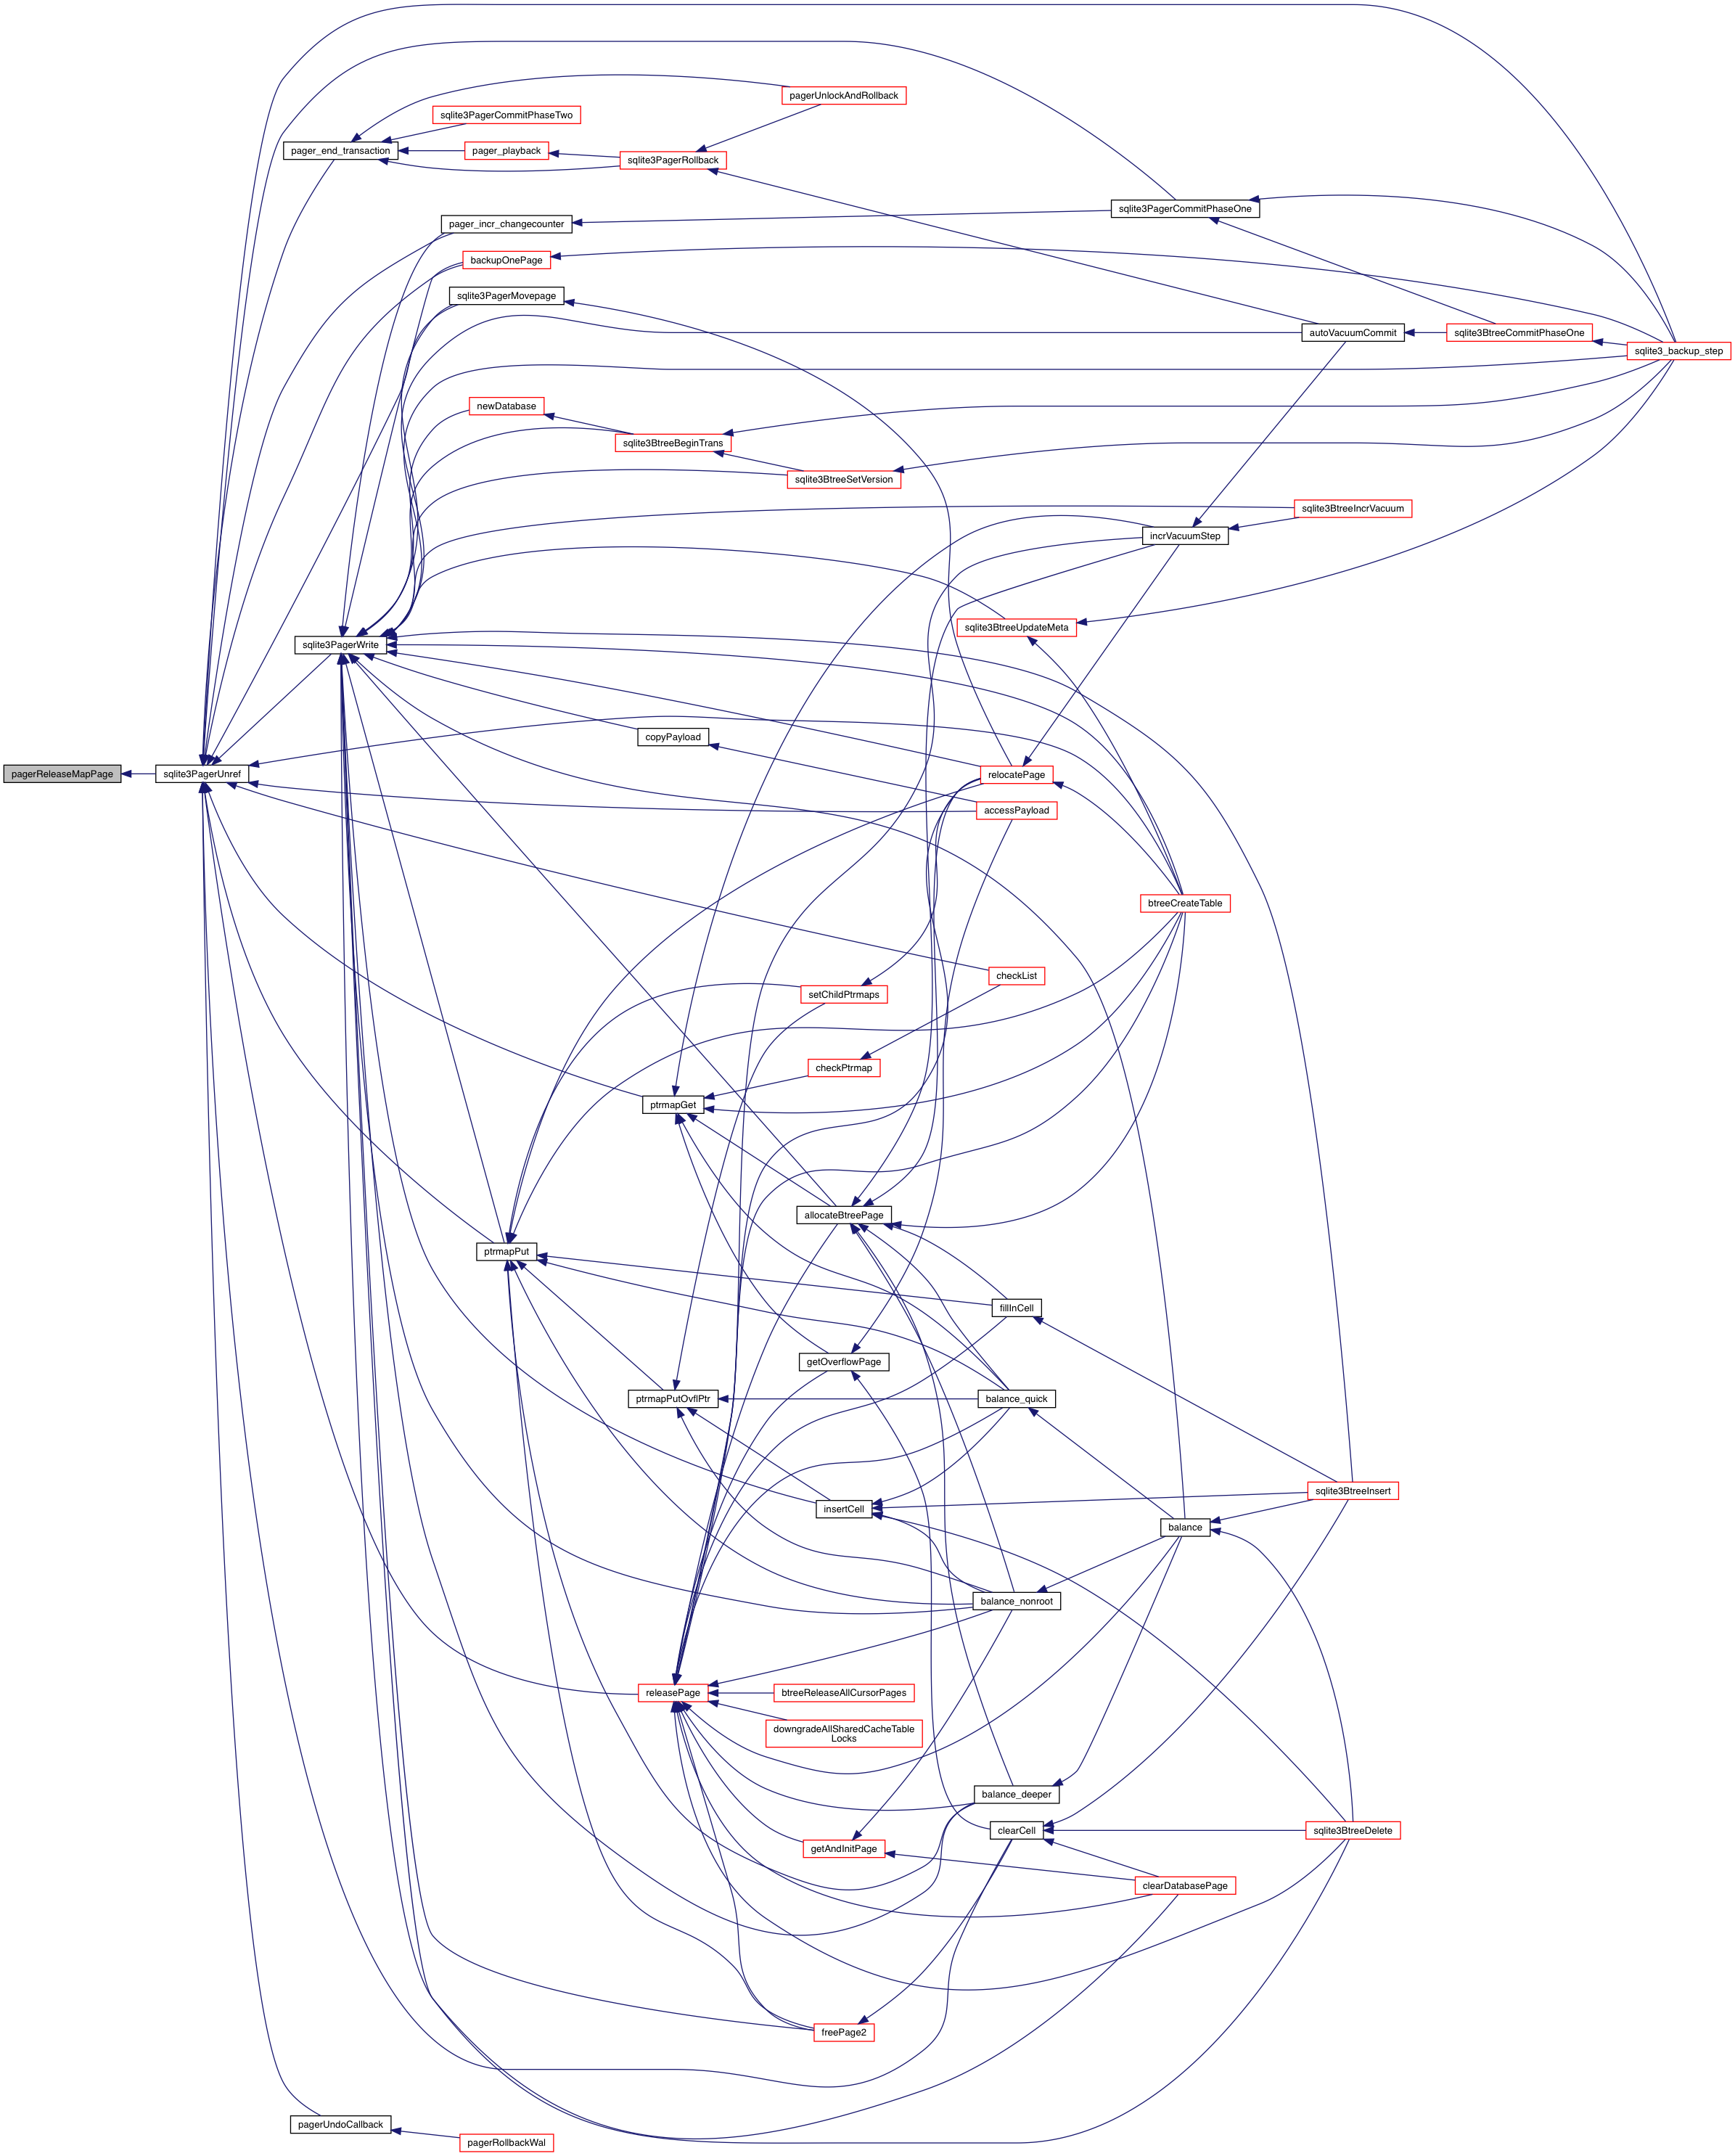 pagerUnlockAndRollback
sqlite3PagerCommitPhaseTwo
pager_end_transaction
pager_playback
sqlite3PagerRollback
sqlite3PagerCommitPhaseOne
pager_incr_changecounter
backupOnePage
sqlite3PagerMovepage
autoVacuumCommit
sqlite3BtreeCommitPhaseOne
sqlite3_backup_step
newDatabase
sqlite3BtreeBeginTrans
sqlite3BtreeSetVersion
sqlite3BtreeIncrVacuum
incrVacuumStep
sqlite3BtreeUpdateMeta
sqlite3PagerWrite
copyPayload
pagerReleaseMapPage
sqlite3PagerUnref
relocatePage
accessPayload
btreeCreateTable
checkList
setChildPtrmaps
checkPtrmap
ptrmapGet
allocateBtreePage
ptrmapPut
fillInCell
getOverflowPage
ptrmapPutOvflPtr
balance_quick
sqlite3BtreeInsert
insertCell
balance
balance_nonroot
releasePage
btreeReleaseAllCursorPages
downgradeAllSharedCacheTable
Locks
balance_deeper
clearCell
sqlite3BtreeDelete
getAndInitPage
clearDatabasePage
freePage2
pagerUndoCallback
pagerRollbackWal